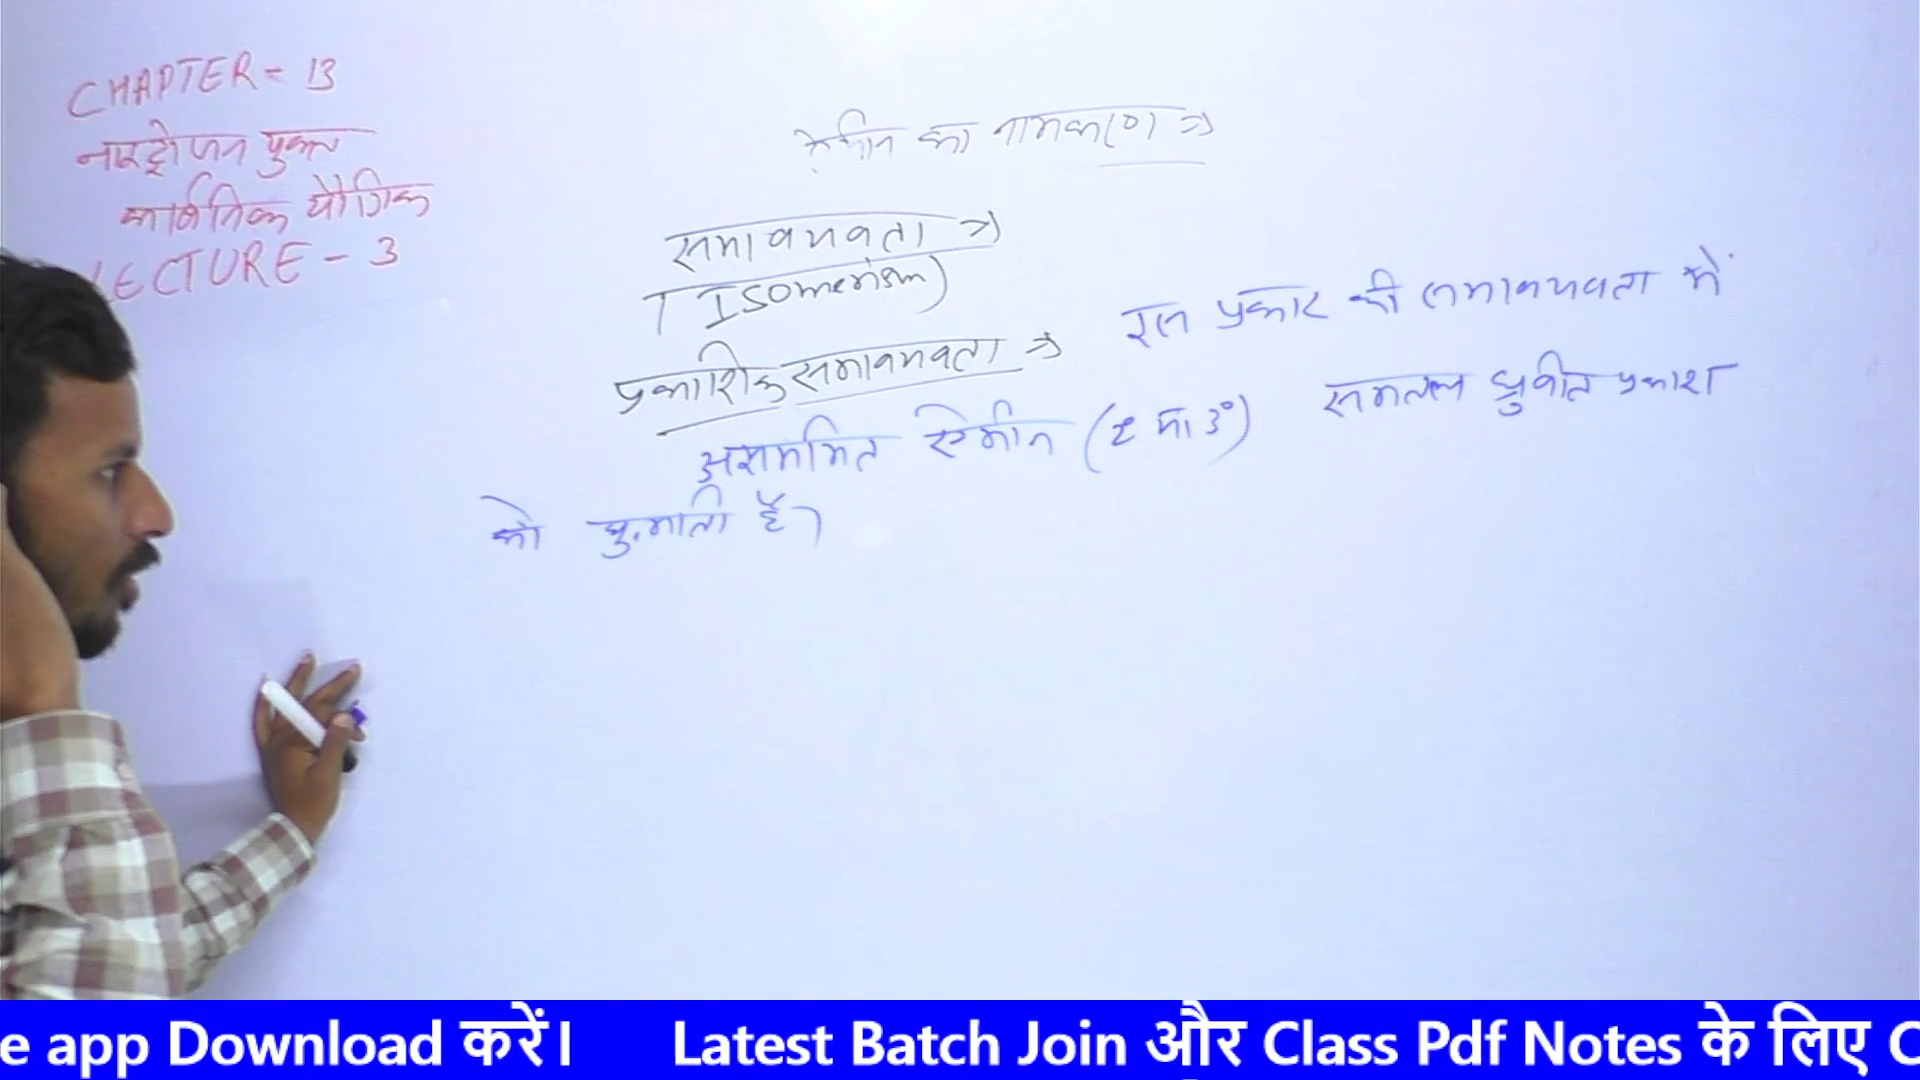 CHAPTER - 13
नाइट्रोजन युक्त
कार्बनिक यौगिक
LECTURE - 3
ऐमीन का नामकरण ⇒
समावयवता ⇒
(Isomerism)
प्रकाशिक समावयवता ⇒ इस प्रकार की समावयवता में
असममित ऐमीन (2° या 3°) समतल ध्रुवीत प्रकाश
को घुमाती है।
e app Download करें। Latest Batch Join और Class Pdf Notes के लिए C